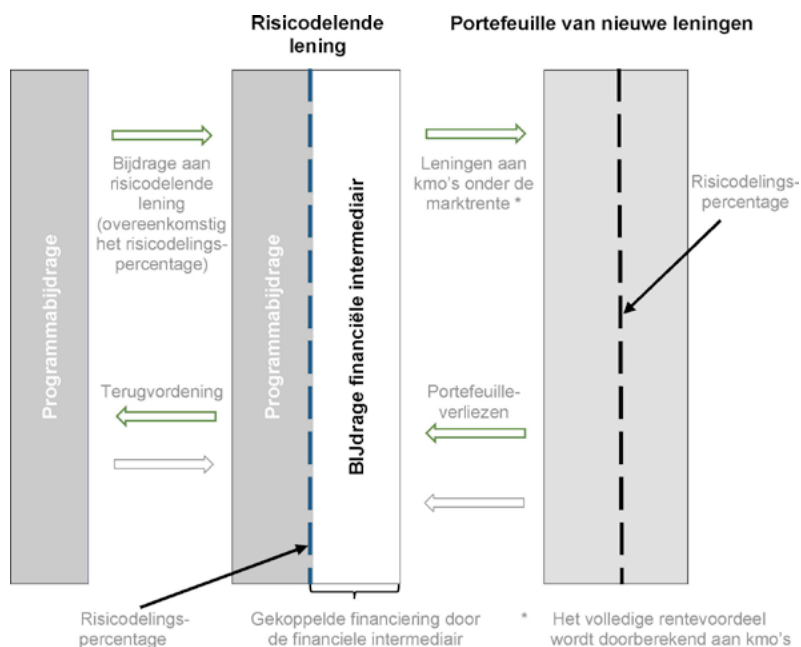 Risicodelende
lening
Portefeuille van nieuwe leningen
Programmabijdrage
Bijdrage aan
risicodelende
lening
(overeenkomstig
het risicodelings-
percentage)
Terugvordening
Programmabijdrage
BIJdrage financiële intermediair
Leningen aan
kmo's onder de
marktrente *
Portefeuille-
verliezen
Risicodelings-
percentage
Risicodelings-
percentage
Gekoppelde financiering door
de financiele intermediair
* Het volledige rentevoordeel
wordt doorberekend aan kmo's